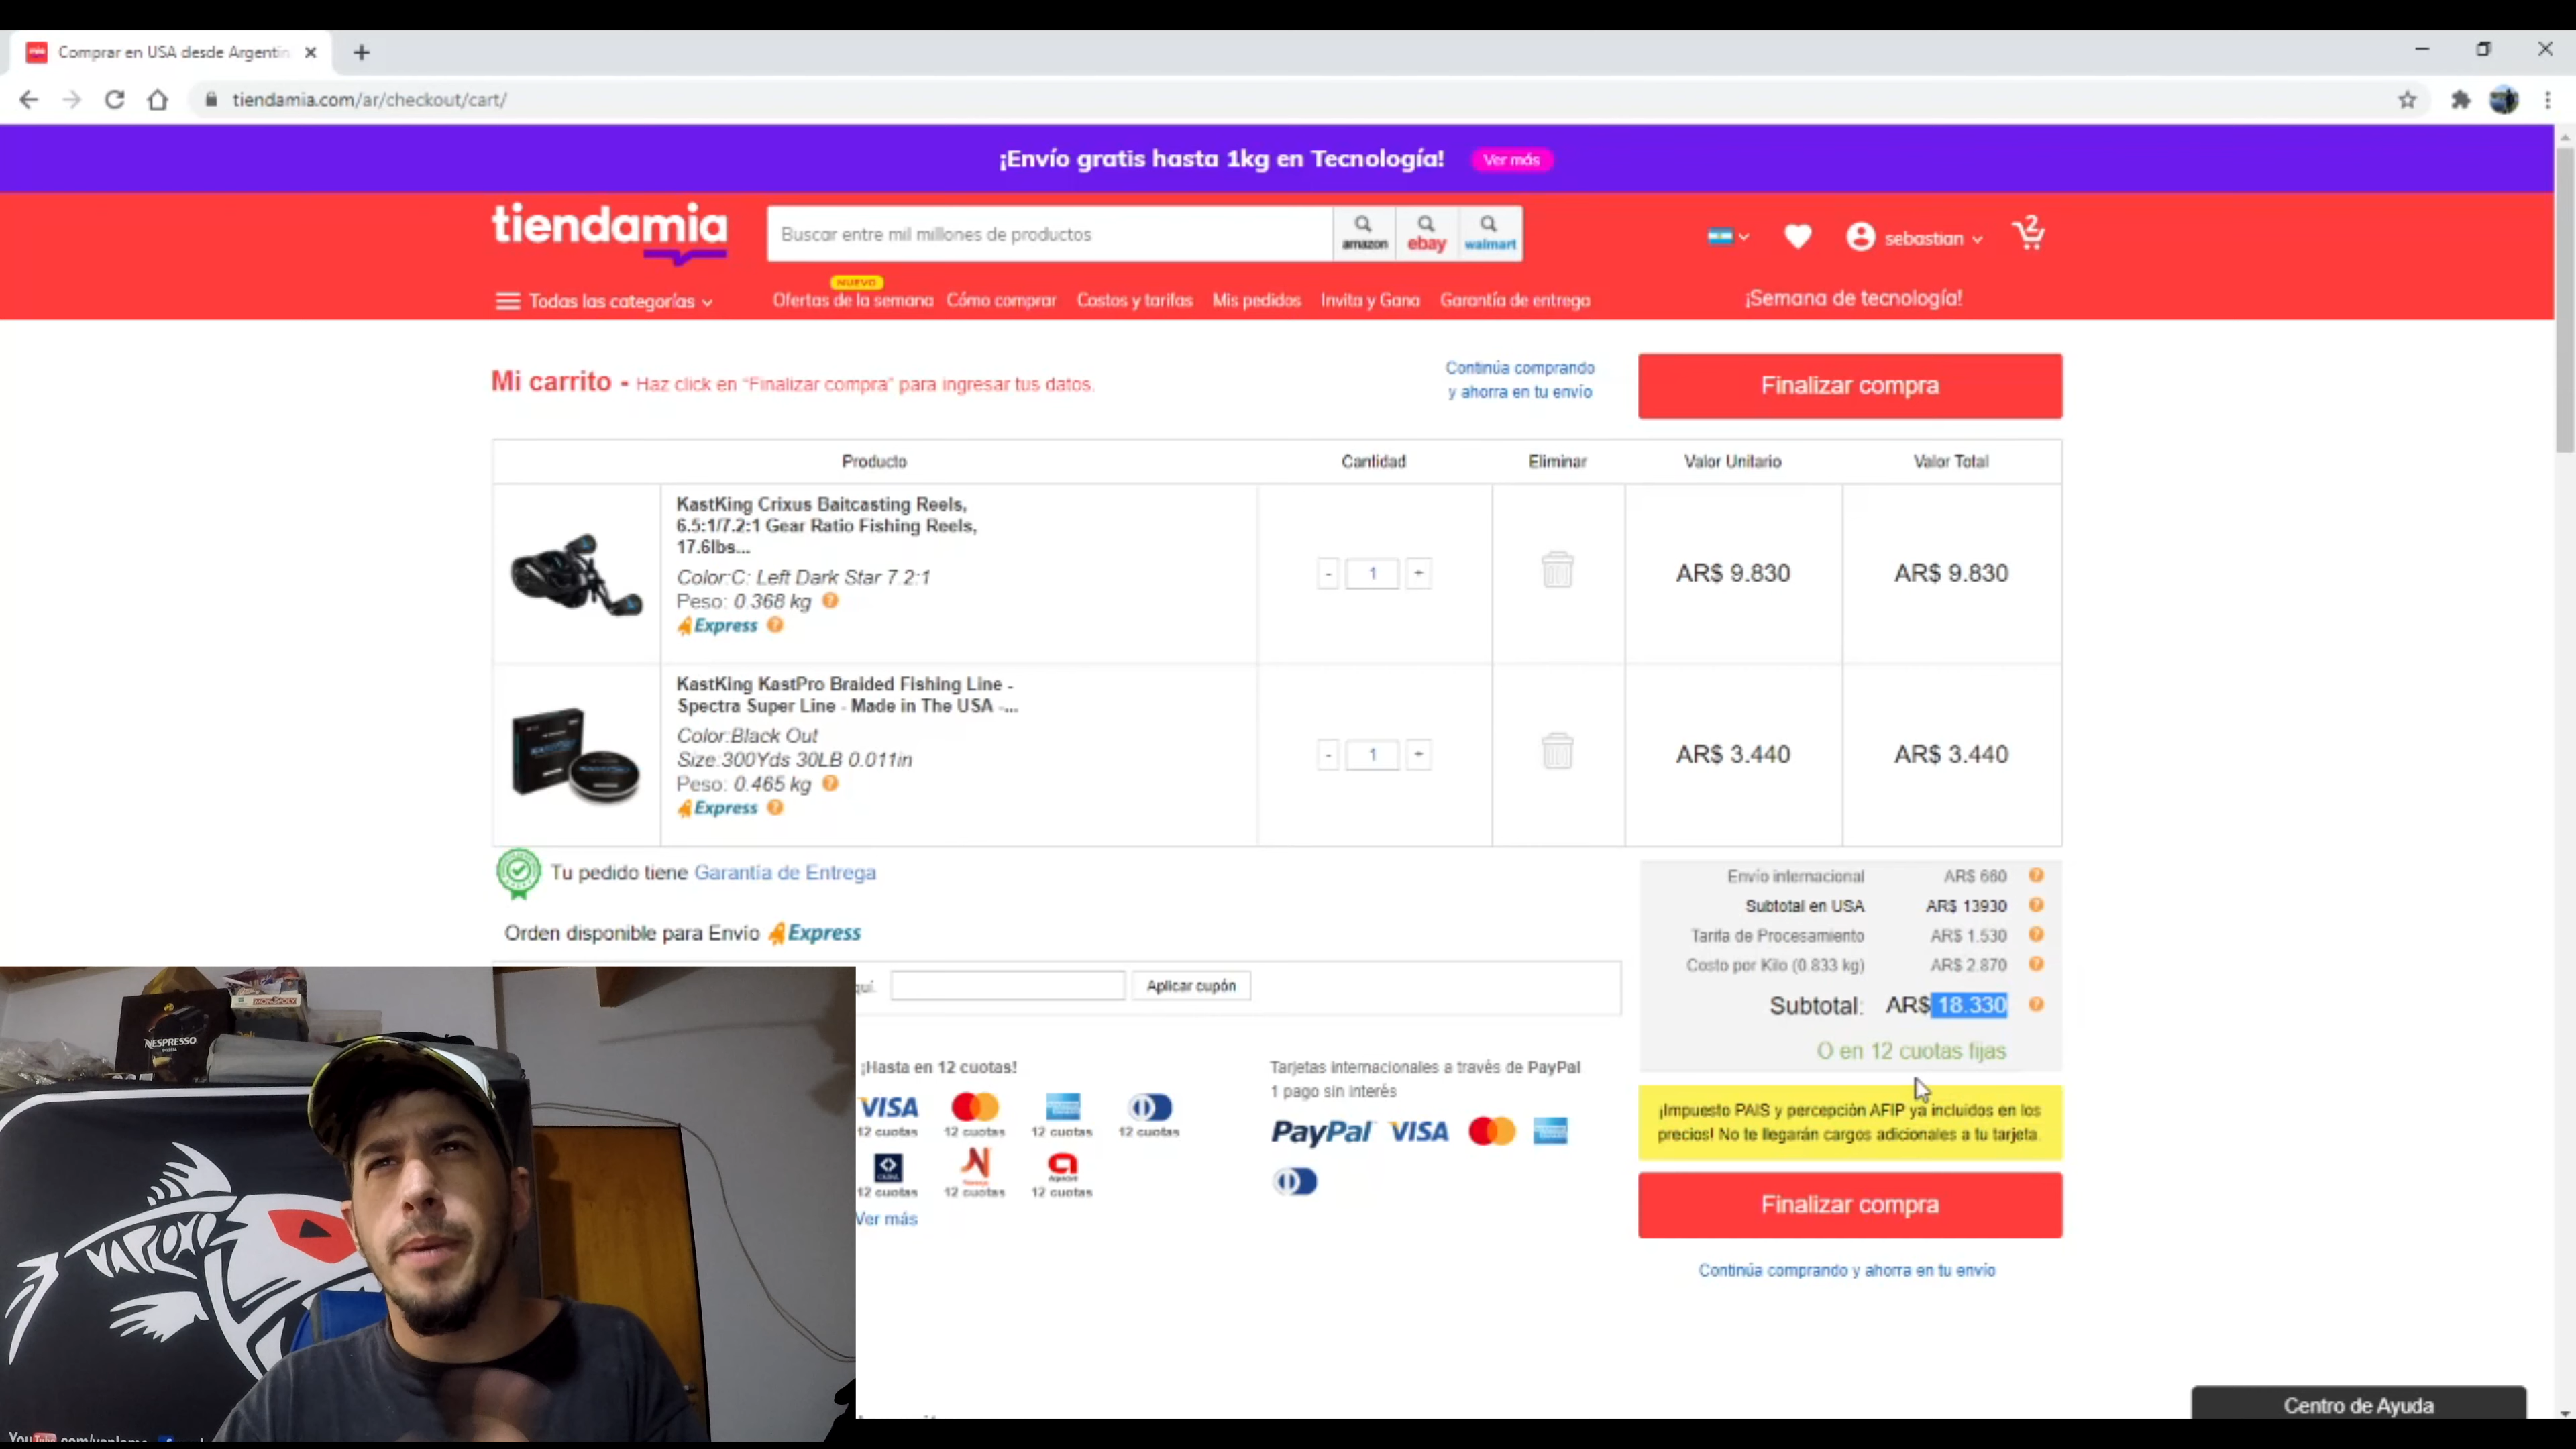 Comprar en USA desde Argentin
tiendamia.com/ar/checkout/cart/
¡Envío gratis hasta 1kg en Tecnología!
Ver más
tiendamia
Buscar entre mil millones de productos
amazon
ebay
walmart
sebastian
2
NUEVO
Todas las categorías
Ofertas de la semana
Cómo comprar
Costos y tarifas
Mis pedidos
Invita y Gana
Garantía de entrega
¡Semana de tecnología!
Mi carrito - Haz click en "Finalizar compra" para ingresar tus datos.
Continúa comprando
y ahorra en tu envío
Finalizar compra
Producto
Cantidad
Eliminar
Valor Unitario
Valor Total
KastKing Crixus Baitcasting Reels,
6.5:1/7.2:1 Gear Ratio Fishing Reels,
17.6lbs...
Color:C: Left Dark Star 7.2:1
Peso: 0.368 kg ?
Express ?
- 1 +
AR$ 9.830
AR$ 9.830
KastKing KastPro Braided Fishing Line -
Spectra Super Line - Made in The USA -...
Color:Black Out
Size:300Yds 30LB 0.011in
Peso: 0.465 kg ?
Express ?
- 1 +
AR$ 3.440
AR$ 3.440
Tu pedido tiene Garantía de Entrega
Orden disponible para Envío Express
Envío internacional AR$ 660 ?
Subtotal en USA AR$ 13930 ?
Tarifa de Procesamiento AR$ 1.530 ?
Costo por Kilo (0.833 kg) AR$ 2.870 ?
Subtotal: AR$ 18.330 ?
O en 12 cuotas fijas
quí.
Aplicar cupón
¡Hasta en 12 cuotas!
VISA
12 cuotas
12 cuotas
12 cuotas
12 cuotas
12 cuotas
12 cuotas
12 cuotas
Ver más
Tarjetas internacionales a través de PayPal
1 pago sin interés
PayPal VISA
¡Impuesto PAIS y percepción AFIP ya incluidos en los
precios! No te llegarán cargos adicionales a tu tarjeta.
Finalizar compra
Continúa comprando y ahorra en tu envío
Centro de Ayuda
NESPRESSO
MONOPOLY